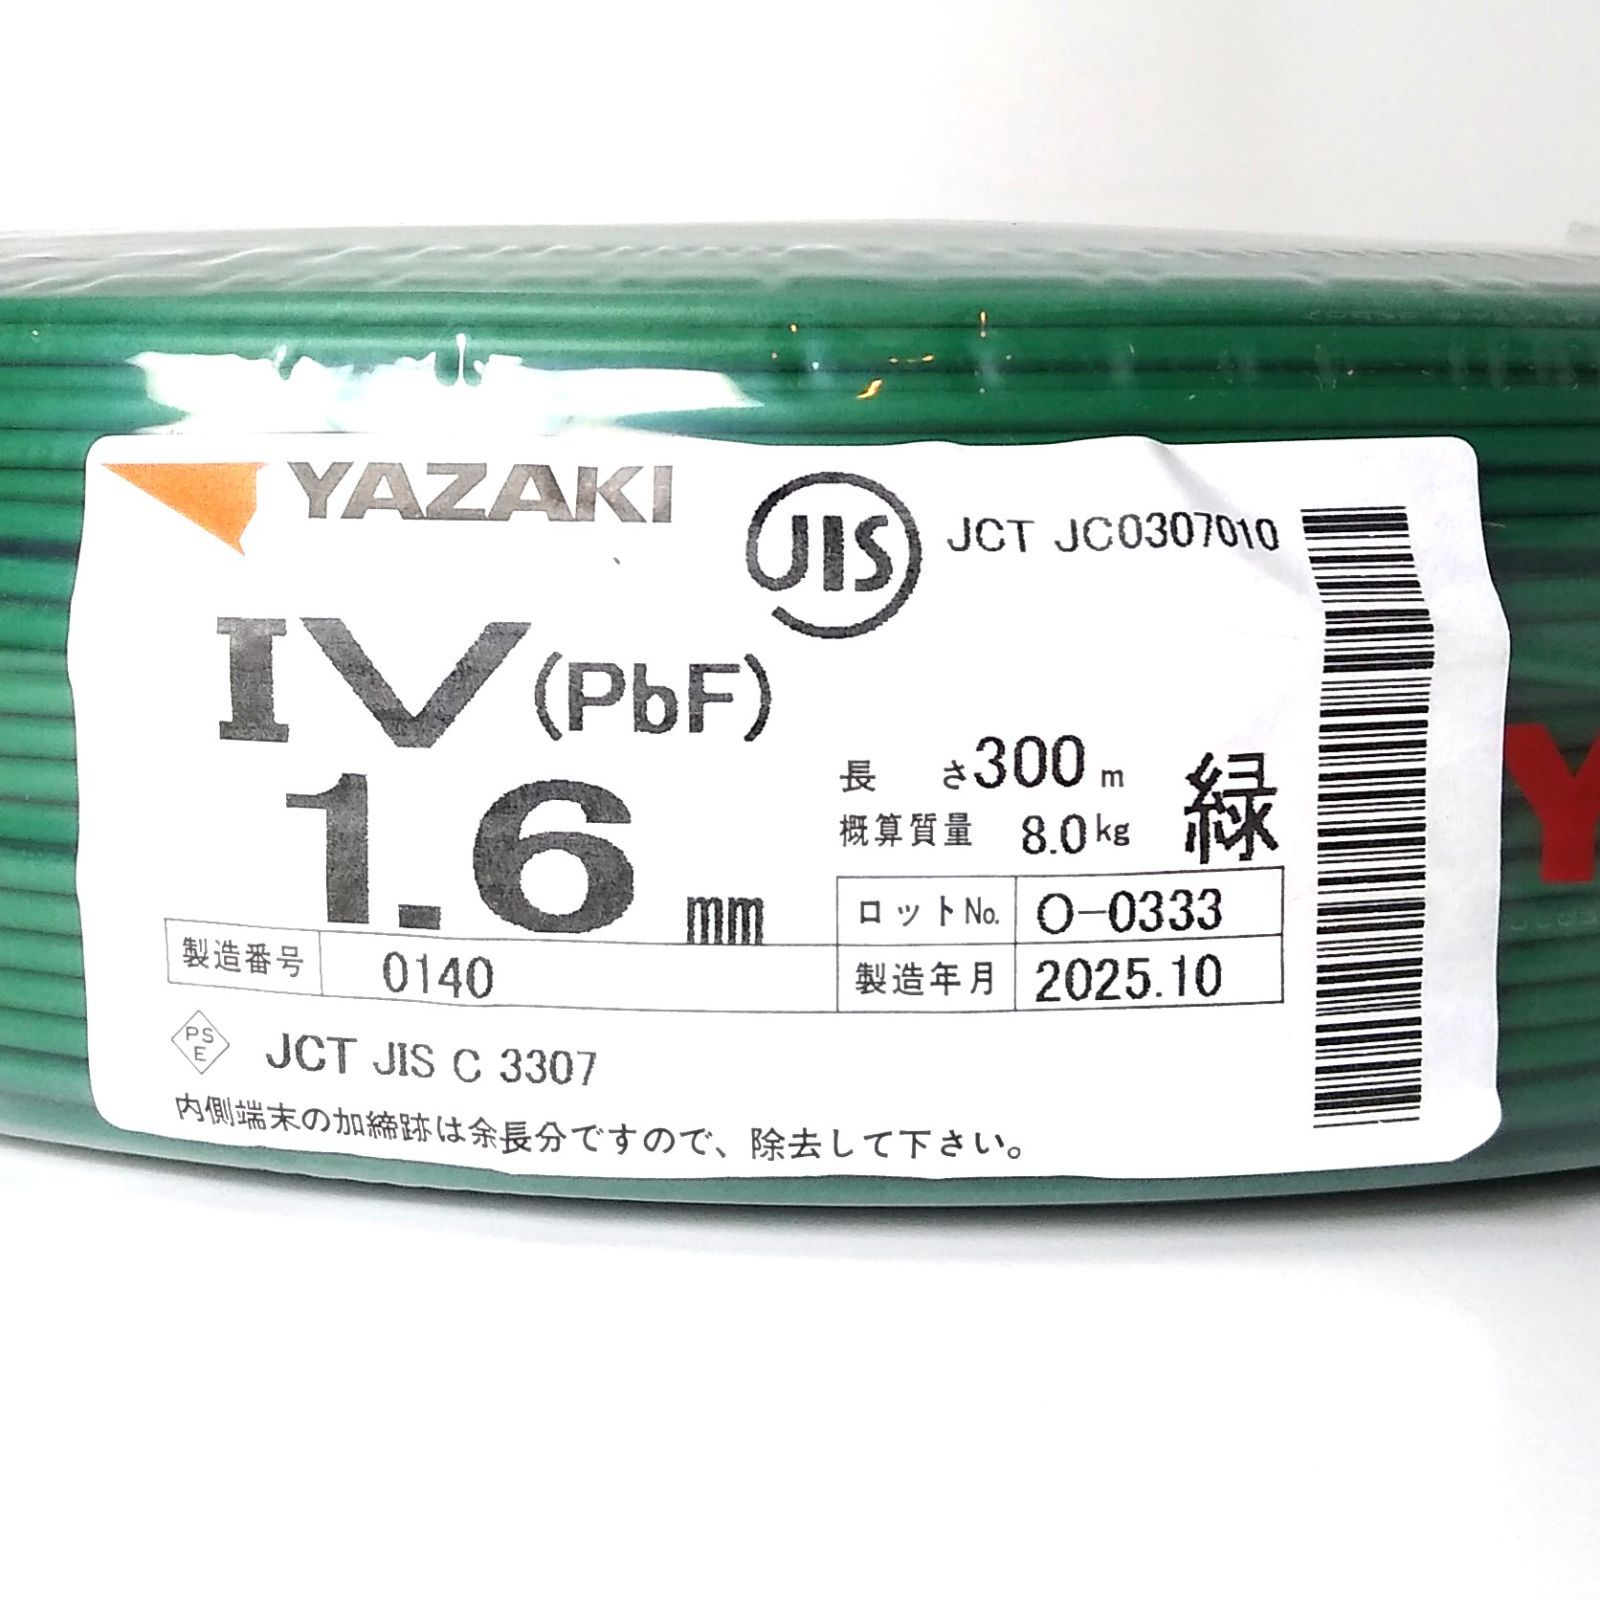 YAZAKI
JIS
JCT JC0307010
IV (PbF)
1.6 mm
長さ 300 m
概算質量 8.0kg
緑
ロットNo. O-0333
製造番号 0140
製造年月 2025.10
PSE
JCT JIS C 3307
内側端末の加締跡は余長分ですので、除去して下さい。
Y